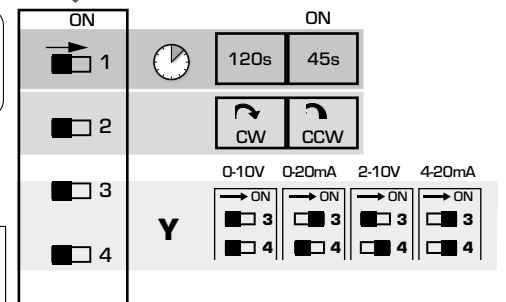 ON ON
1 120s 45s
2 CW CCW
0-10V 0-20mA 2-10V 4-20mA
3 ON ON ON ON
Y 3 3 3 3
4 4 4 4 4